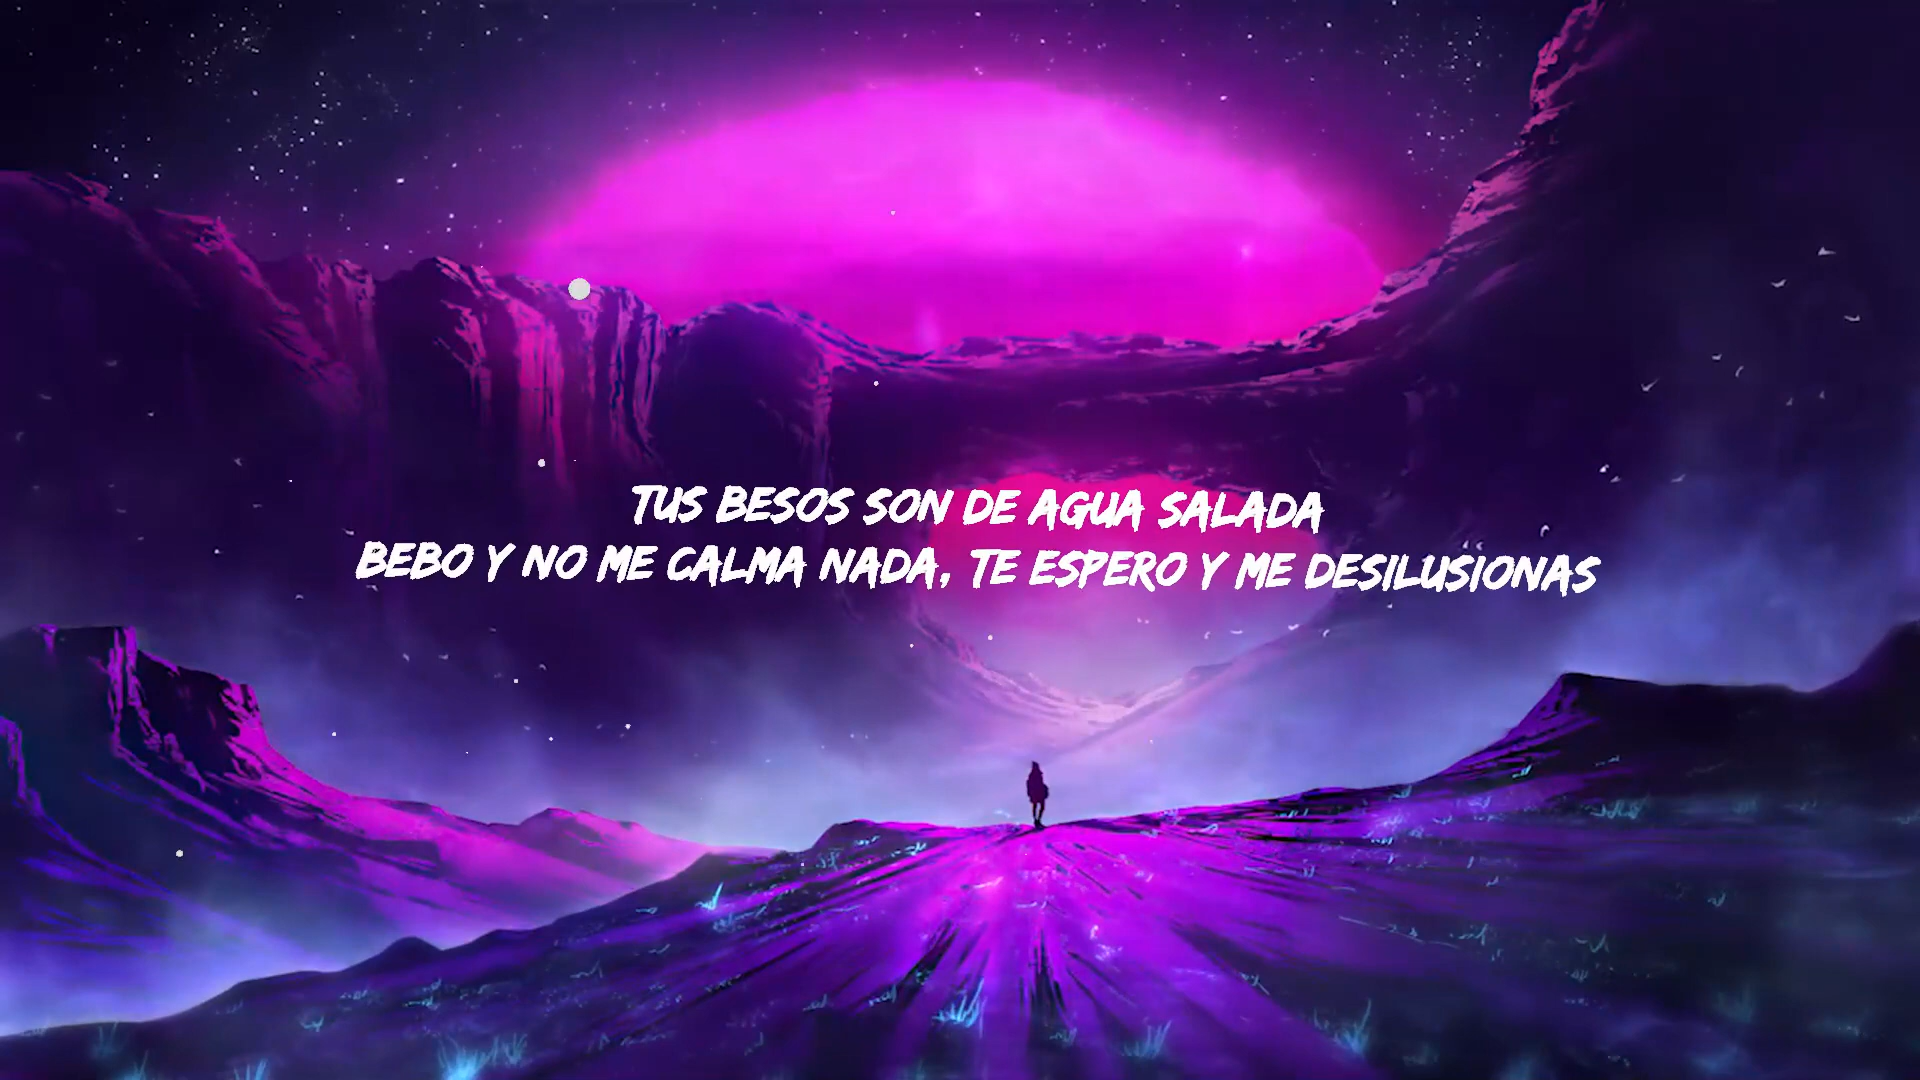 TUS BESOS SON DE AGUA SALADA
BEBO Y NO ME CALMA NADA, TE ESPERO Y ME DESILUSIONAS